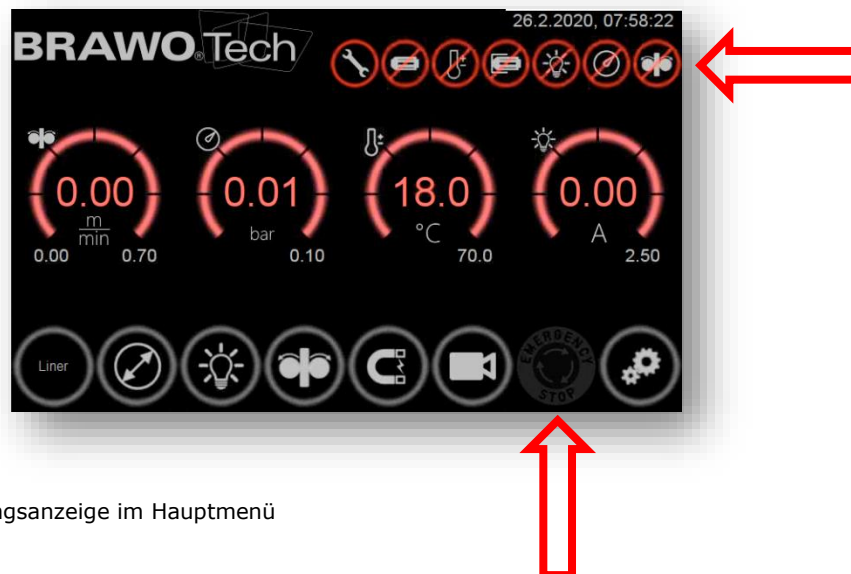 26.2.2020, 07:58:22
BRAWO® Tech
0.00
m
min
0.00 0.70
0.01
bar
0.10
18.0
°C
70.0
0.00
A
2.50
Liner
EMERGENCY
STOP
gsanzeige im Hauptmenü